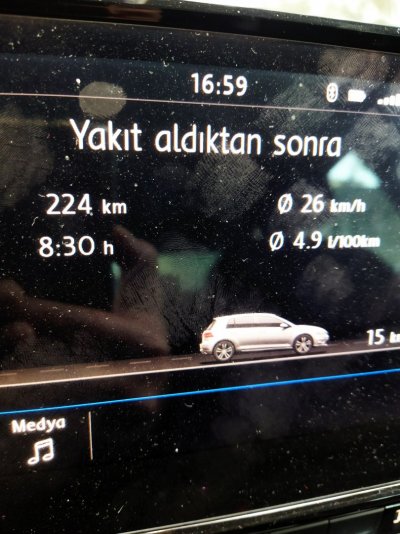 16:59
Yakıt aldıktan sonra
224 km Ø 26 km/h
8:30 h Ø 4.9 l/100km
15
Medya